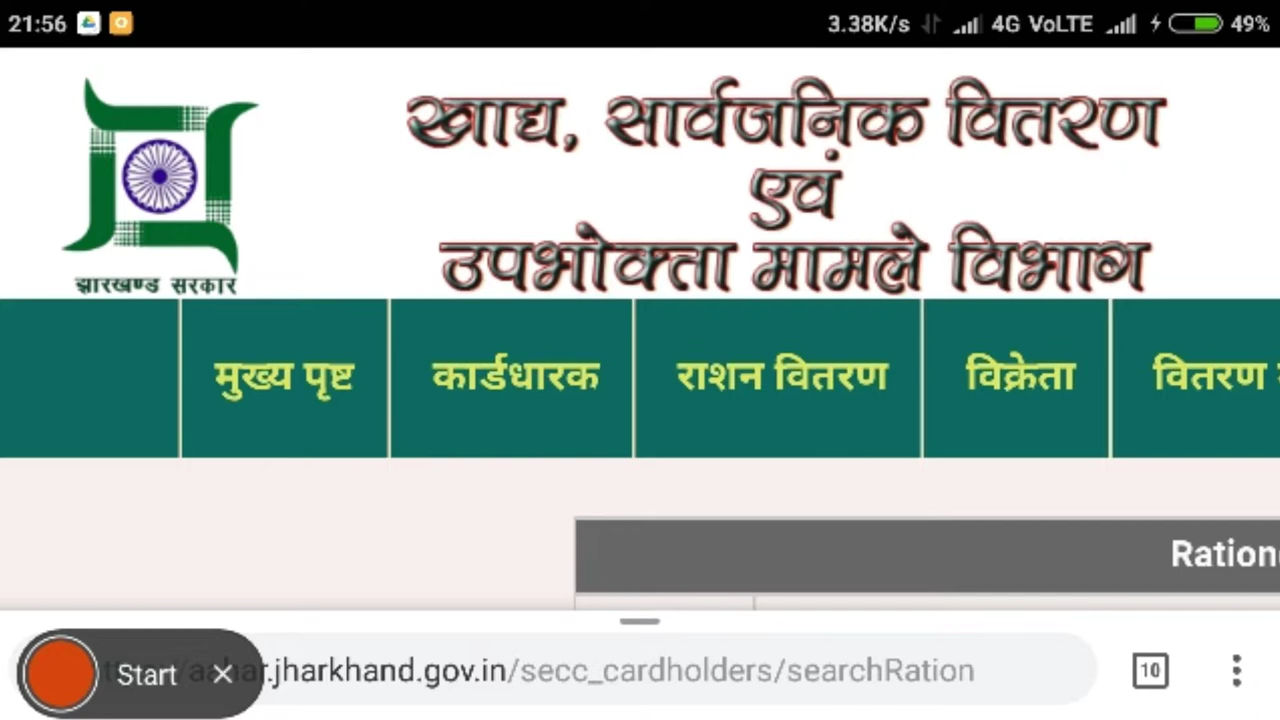 21:56 3.38K/s 4G VoLTE 49%
खाद्य, सार्वजनिक वितरण
एवं
उपभोक्ता मामले विभाग
झारखण्ड सरकार
मुख्य पृष्ट कार्डधारक राशन वितरण विक्रेता वितरण
Ration
Start × aahar.jharkhand.gov.in/secc_cardholders/searchRation 10